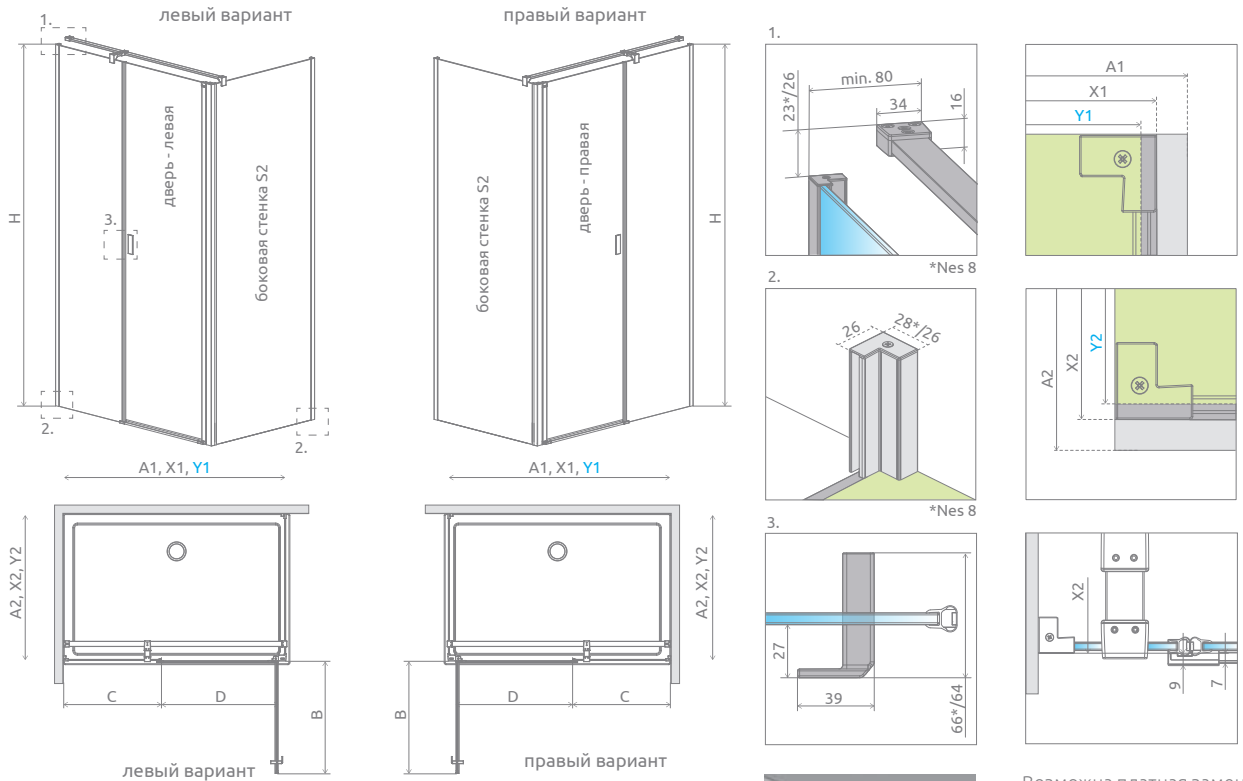 левый вариант
правый вариант
1.
H
дверь - левая
3.
боковая стенка S2
2.
2.
боковая стенка S2
дверь - правая
H
A1, X1, Y1
A1, X1, Y1
A2, X2, Y2
C
D
B
левый вариант
A2, X2, Y2
B
D
C
правый вариант
1.
23*/26
min. 80
34
16
*Nes 8
2.
26
28*/26
*Nes 8
3.
27
39
66*/64
A1
X1
Y1
A2
X2
Y2
X2
9
7